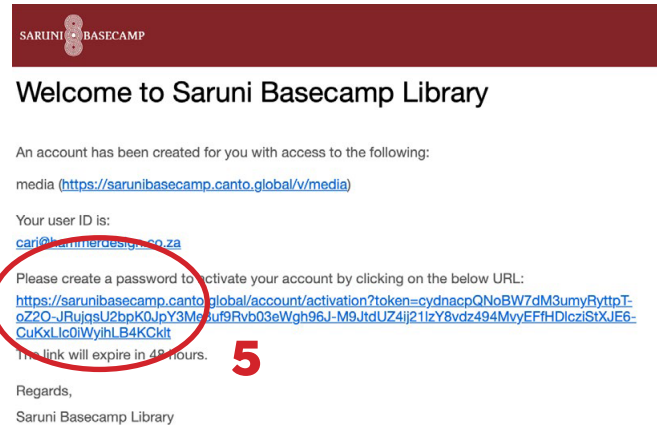 SARUNI BASECAMP
Welcome to Saruni Basecamp Library
An account has been created for you with access to the following:
media (https://sarunibasecamp.canto.global/v/media)
Your user ID is:
cari@hammerdesign.co.za
Please create a password to activate your account by clicking on the below URL:
https://sarunibasecamp.canto.global/account/activation?token=cydnacpQNoBW7dM3umyRyttpT-
oZ2O-JRujqsU2bpK0JpY3Me8uf9Rvb03eWgh96J-M9JtdUZ4ij21IzY8vdz494MvyEFfHDlcziStXJE6-
CuKxLIc0iWyihLB4KCklt
The link will expire in 48 hours.
5
Regards,
Saruni Basecamp Library